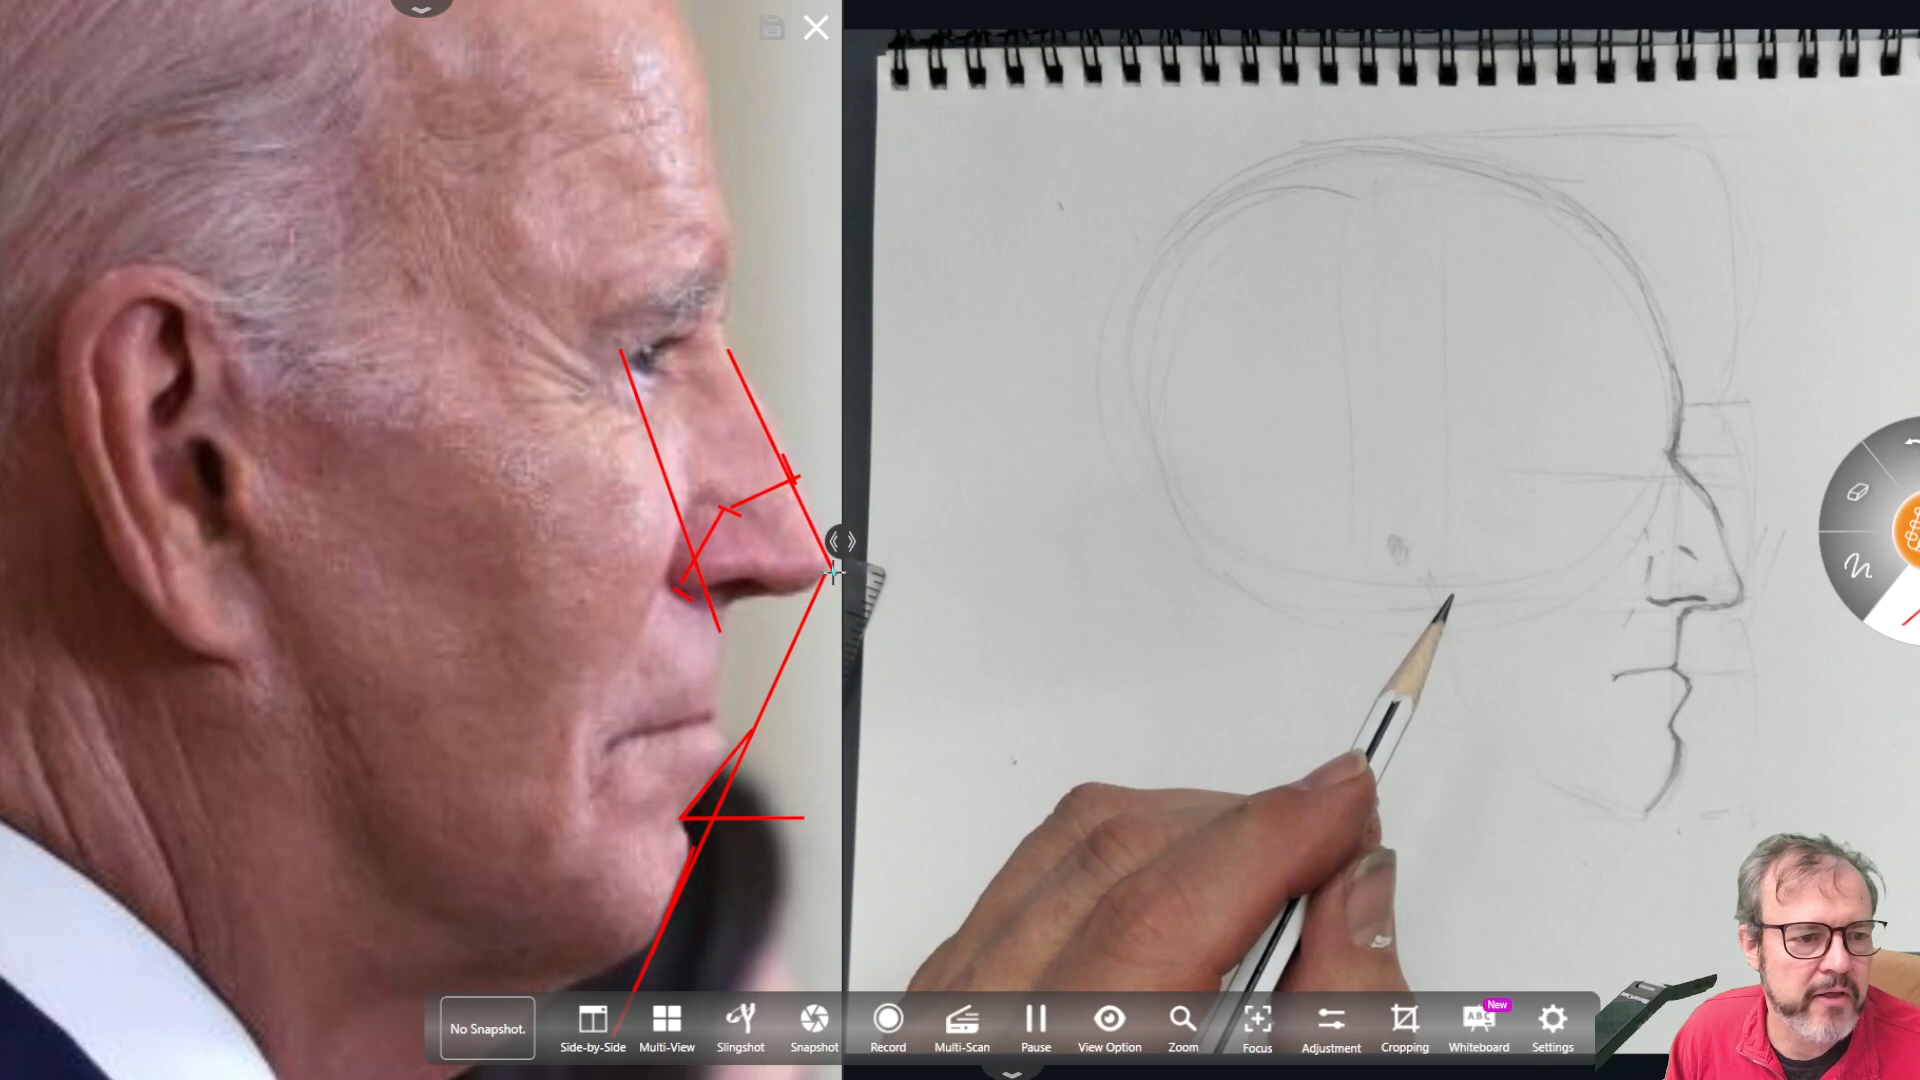 No Snapshot.
Side-by-Side
Multi-View
Slingshot
Snapshot
Record
Multi-Scan
Pause
View Option
Zoom
Focus
Adjustment
Cropping
New
ABC
Whiteboard
Settings